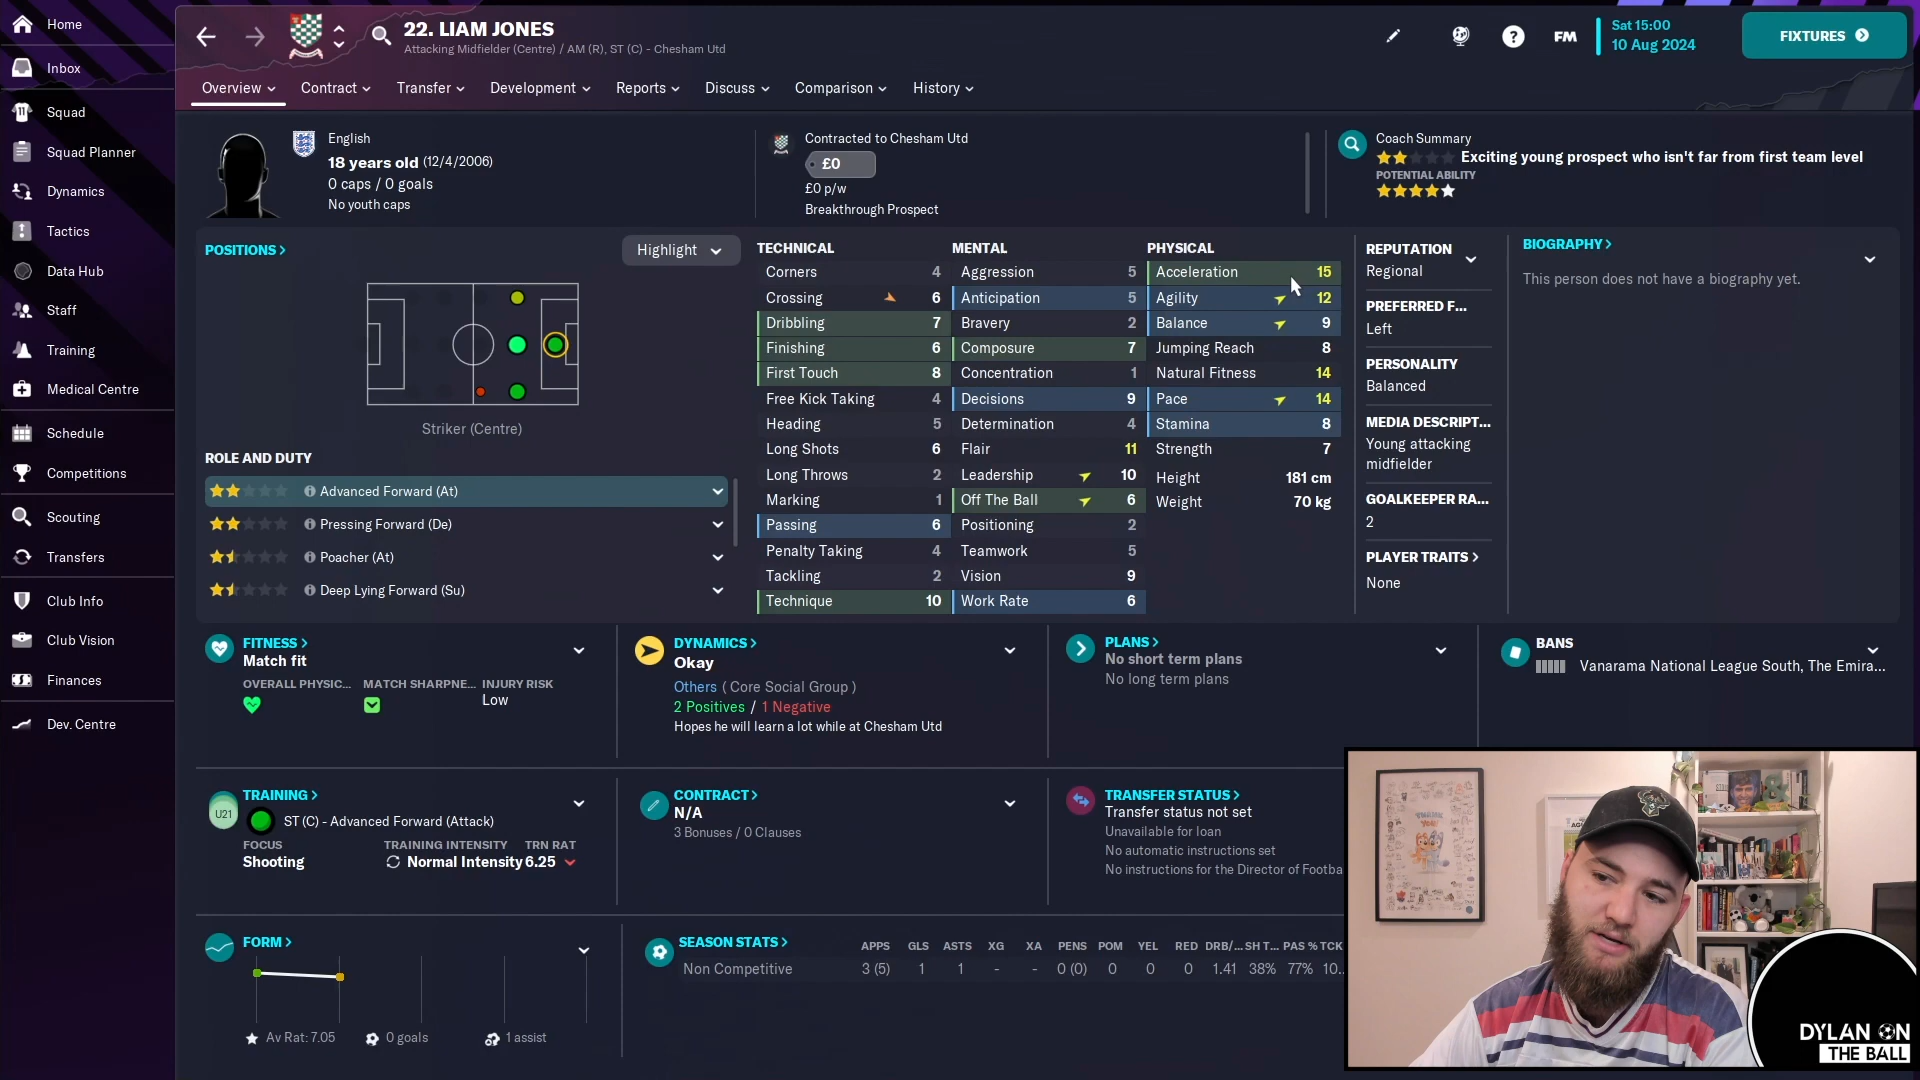 Home
Inbox
Squad
Squad Planner
Dynamics
Tactics
Data Hub
Staff
Training
Medical Centre
Schedule
Competitions
Scouting
Transfers
Club Info
Club Vision
Finances
Dev. Centre
22. LIAM JONES
Attacking Midfielder (Centre) / AM (R), ST (C) - Chesham Utd
?
FM
Sat 15:00
10 Aug 2024
FIXTURES
Overview Contract Transfer Development Reports Discuss Comparison History
English
18 years old (12/4/2006)
0 caps / 0 goals
No youth caps
Contracted to Chesham Utd
£0
£0 p/w
Breakthrough Prospect
Coach Summary
Exciting young prospect who isn't far from first team level
POTENTIAL ABILITY
POSITIONS
Highlight
Striker (Centre)
ROLE AND DUTY
Advanced Forward (At)
Pressing Forward (De)
Poacher (At)
Deep Lying Forward (Su)
TECHNICAL
Corners 4
Crossing 6
Dribbling 7
Finishing 6
First Touch 8
Free Kick Taking 4
Heading 5
Long Shots 6
Long Throws 2
Marking 1
Passing 6
Penalty Taking 4
Tackling 2
Technique 10
MENTAL
Aggression 5
Anticipation 5
Bravery 2
Composure 7
Concentration 1
Decisions 9
Determination 4
Flair 11
Leadership 10
Off The Ball 6
Positioning 2
Teamwork 5
Vision 9
Work Rate 6
PHYSICAL
Acceleration 15
Agility 12
Balance 9
Jumping Reach 8
Natural Fitness 14
Pace 14
Stamina 8
Strength 7
Height 181 cm
Weight 70 kg
REPUTATION
Regional
PREFERRED F...
Left
PERSONALITY
Balanced
MEDIA DESCRIPT...
Young attacking
midfielder
GOALKEEPER RA...
2
PLAYER TRAITS
None
BIOGRAPHY
This person does not have a biography yet.
FITNESS
Match fit
OVERALL PHYSIC... MATCH SHARPNE... INJURY RISK
Low
DYNAMICS
Okay
Others ( Core Social Group )
2 Positives / 1 Negative
Hopes he will learn a lot while at Chesham Utd
PLANS
No short term plans
No long term plans
BANS
Vanarama National League South, The Emira...
TRAINING
U21
ST (C) - Advanced Forward (Attack)
FOCUS TRAINING INTENSITY TRN RAT
Shooting Normal Intensity 6.25
CONTRACT
N/A
3 Bonuses / 0 Clauses
TRANSFER STATUS
Transfer status not set
Unavailable for loan
No automatic instructions set
No instructions for the Director of Footba
FORM
Av Rat: 7.05 0 goals 1 assist
SEASON STATS APPS GLS ASTS XG XA PENS POM YEL RED DRB/... SH T... PAS % TCK
Non Competitive 3 (5) 1 1 - - 0 (0) 0 0 0 1.41 38% 77% 10...
DYLAN ON
THE BALL